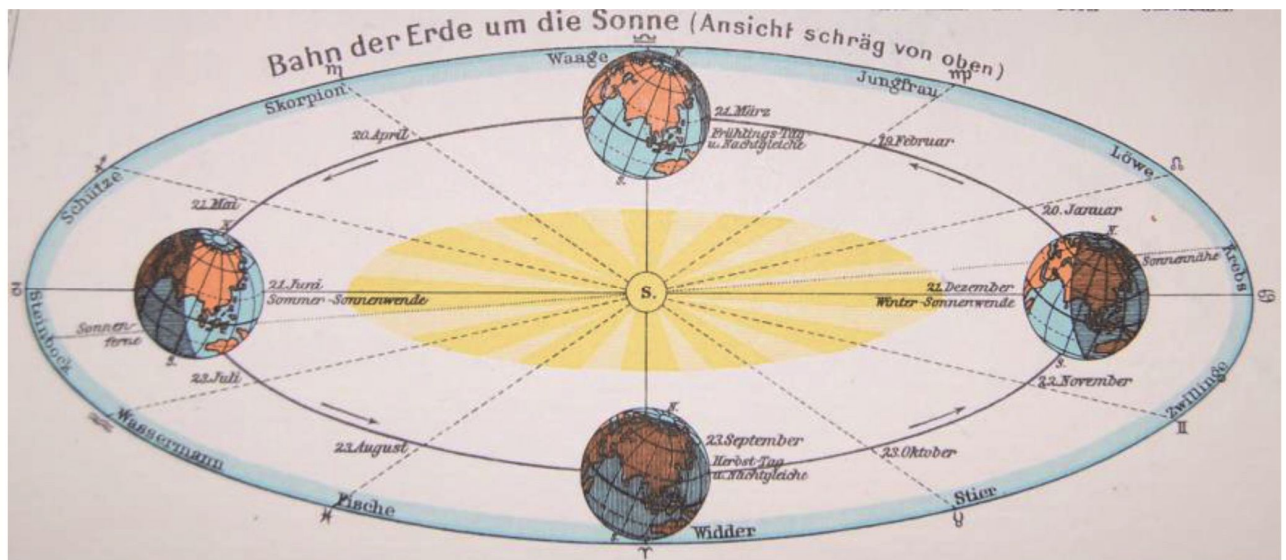 Bahn der Erde um die Sonne (Ansicht schräg von oben)
♎
Waage
♏
Skorpion
♍
Jungfrau
♐
Schütze
♌
Löwe
20. April
21. März
Frühlings-Tag
u. Nachtgleiche
19. Februar
21. Mai
20. Januar
N.
S.
N.
S.
N.
S.
N.
S.
21. Juni
Sommer-Sonnenwende
S.
21. Dezember
Winter-Sonnenwende
Sonnennähe
Krebs
♋
Steinbock
Sonnen
ferne
23. Juli
22. November
Zwillinge
♊
Wassermann
♒
23. August
23. September
Herbst-Tag
u. Nachtgleiche
23. Oktober
Fische
♓
Widder
♈
Stier
♉